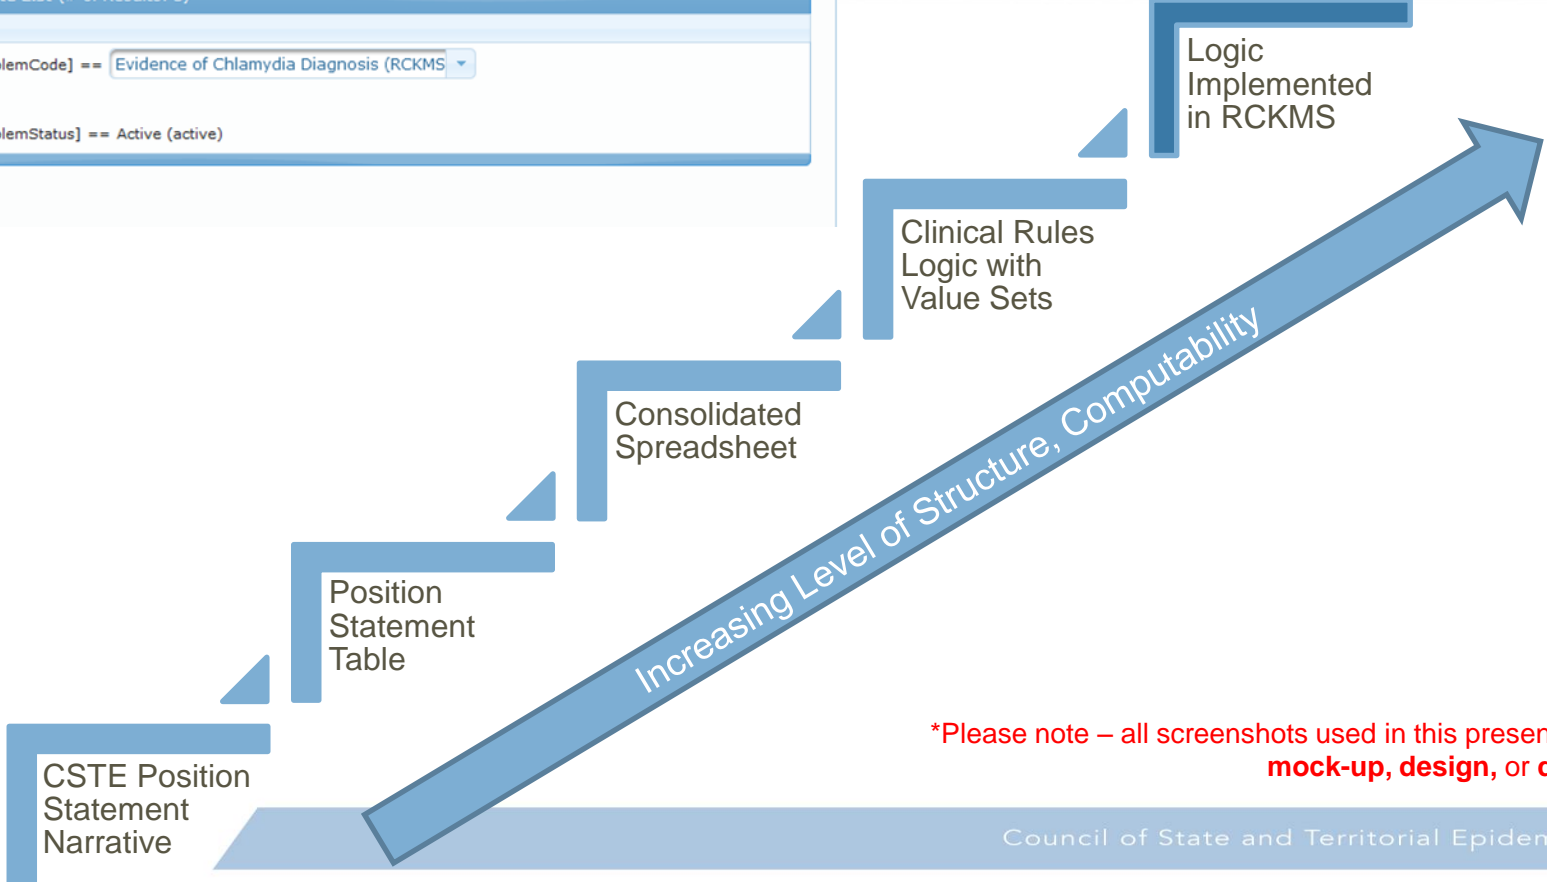 lemCode] == Evidence of Chlamydia Diagnosis (RCKMS
lemStatus] == Active (active)
Logic
Implemented
in RCKMS
Clinical Rules
Logic with
Value Sets
Consolidated
Spreadsheet
Position
Statement
Table
CSTE Position
Statement
Narrative
Increasing Level of Structure, Computability
*Please note – all screenshots used in this presen
mock-up, design, or
Council of State and Territorial Epidem